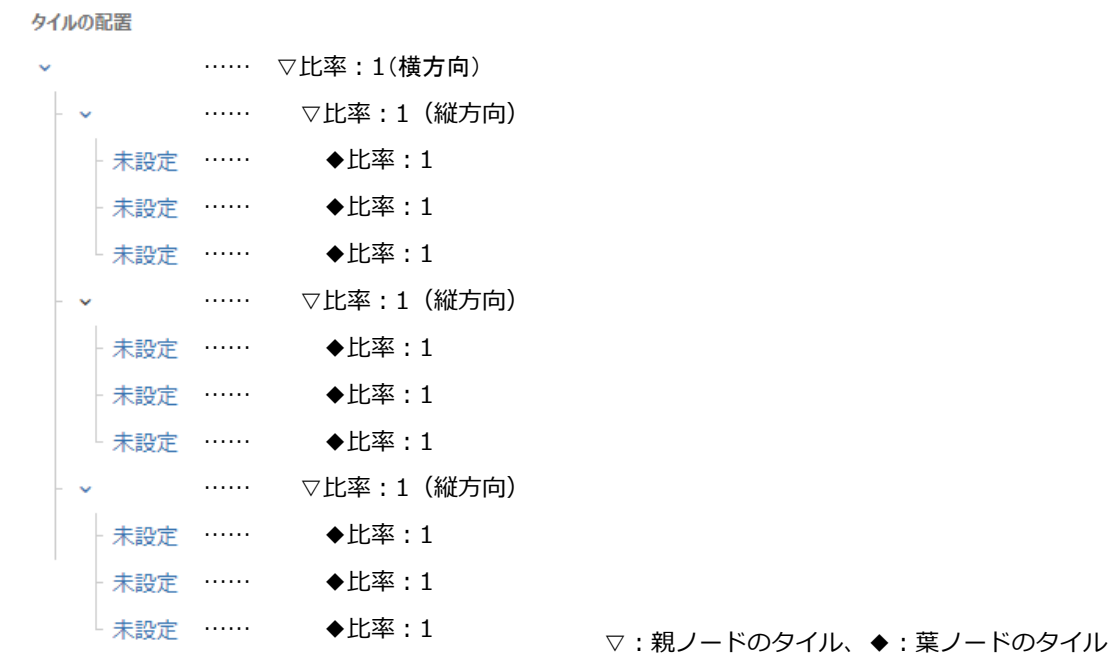 タイルの配置
…… ▽比率：1（横方向）
…… ▽比率：1（縦方向）
未設定 …… ◆比率：1
未設定 …… ◆比率：1
未設定 …… ◆比率：1
…… ▽比率：1（縦方向）
未設定 …… ◆比率：1
未設定 …… ◆比率：1
未設定 …… ◆比率：1
…… ▽比率：1（縦方向）
未設定 …… ◆比率：1
未設定 …… ◆比率：1
未設定 …… ◆比率：1
▽：親ノードのタイル、◆：葉ノードのタイル